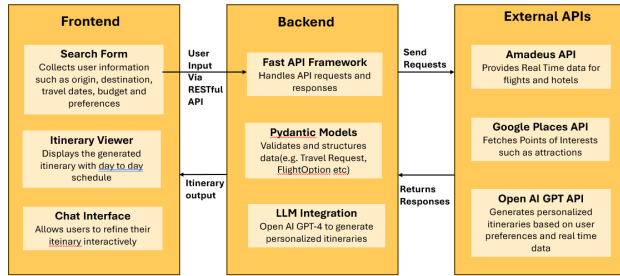 Frontend
Search Form
Collects user information
such as origin, destination,
travel dates, budget and
preferences
Itinerary Viewer
Displays the generated
itinerary with day to day
schedule
Chat Interface
Allows users to refine their
iteinary interactively
User
Input
Via
RESTful
API
Itinerary
output
Backend
Fast API Framework
Handles API requests and
responses
Pydantic Models
Validates and structures
data(e.g. Travel Request,
FlightOption etc)
LLM Integration
Open AI GPT-4 to generate
personalized itineraries
Send
Requests
Returns
Responses
External APIs
Amadeus API
Provides Real Time data for
flights and hotels
Google Places API
Fetches Points of Interests
such as attractions
Open AI GPT API
Generates personalized
itineraries based on user
preferences and real time
data